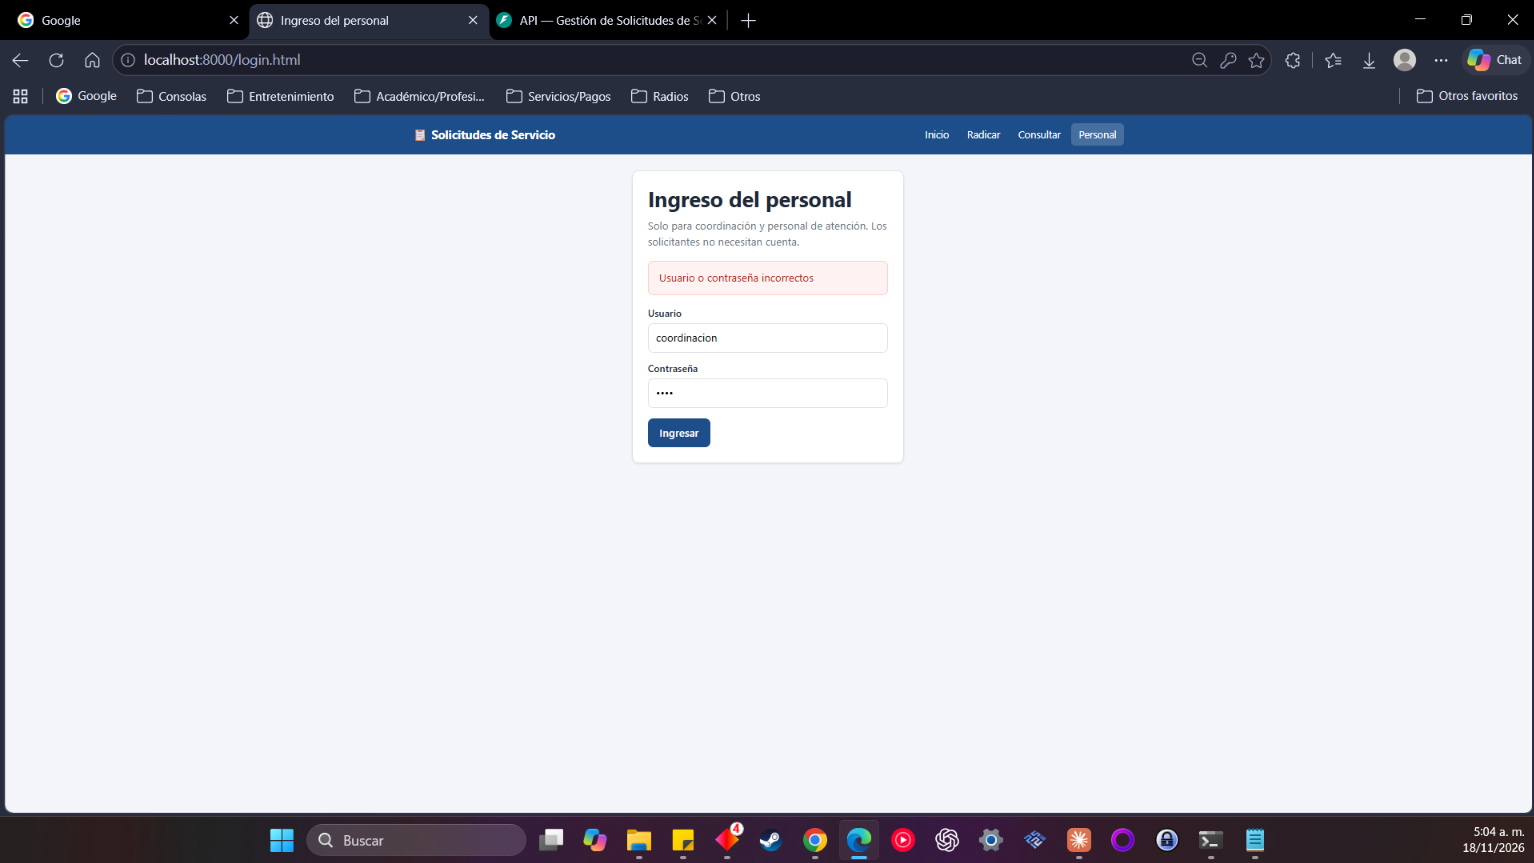 Google
Ingreso del personal
API — Gestión de Solicitudes de S
localhost:8000/login.html
Chat
Google
Consolas
Entretenimiento
Académico/Profesi...
Servicios/Pagos
Radios
Otros
Otros favoritos
Solicitudes de Servicio
Inicio
Radicar
Consultar
Personal
Ingreso del personal
Solo para coordinación y personal de atención. Los
solicitantes no necesitan cuenta.
Usuario o contraseña incorrectos
Usuario
coordinacion
Contraseña
••••
Ingresar
Buscar
4
5:04 a. m.
18/11/2026